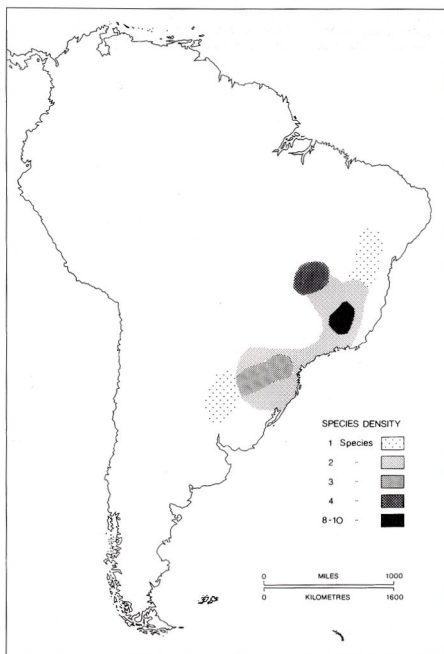 SPECIES DENSITY
1 Species
2 "
3 "
4 "
8-10 "
0 MILES 1000
0 KILOMETRES 1600